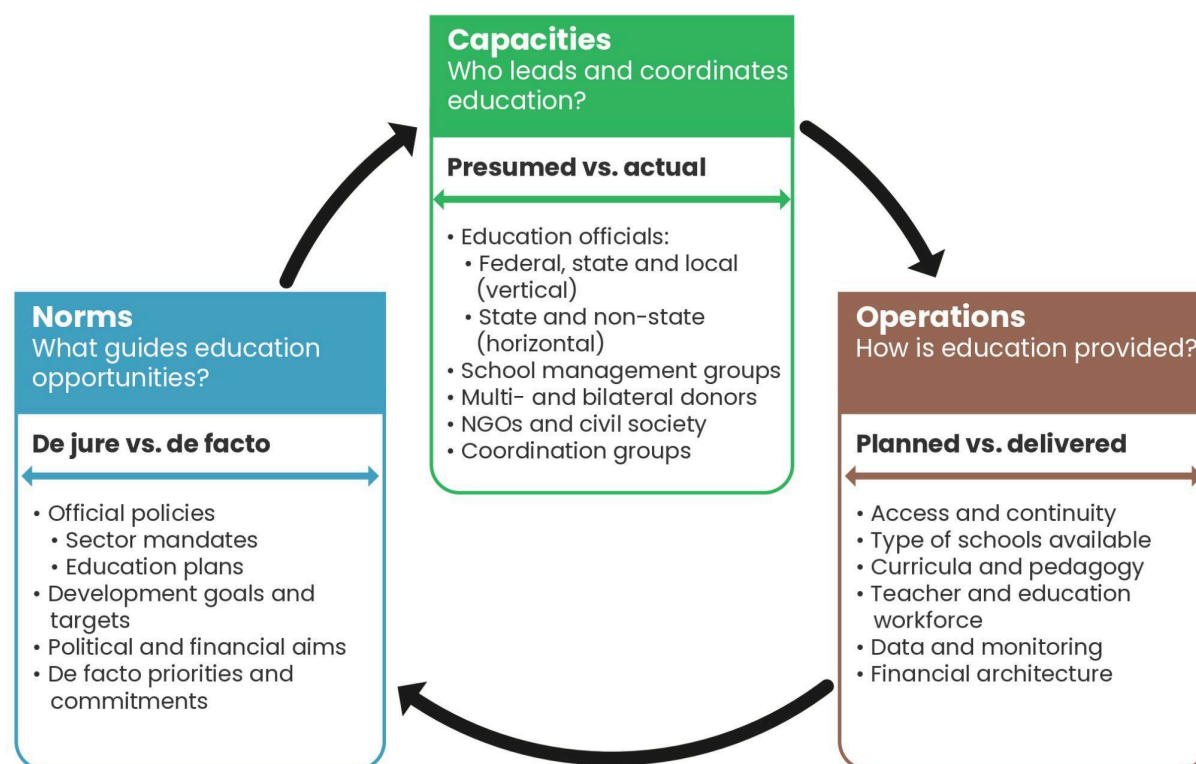 Capacities
Who leads and coordinates
education?
Presumed vs. actual
• Education officials:
• Federal, state and local
(vertical)
• State and non-state
(horizontal)
• School management groups
• Multi- and bilateral donors
• NGOs and civil society
• Coordination groups
Norms
What guides education
opportunities?
De jure vs. de facto
• Official policies
• Sector mandates
• Education plans
• Development goals and
targets
• Political and financial aims
• De facto priorities and
commitments
Operations
How is education provided?
Planned vs. delivered
• Access and continuity
• Type of schools available
• Curricula and pedagogy
• Teacher and education
workforce
• Data and monitoring
• Financial architecture